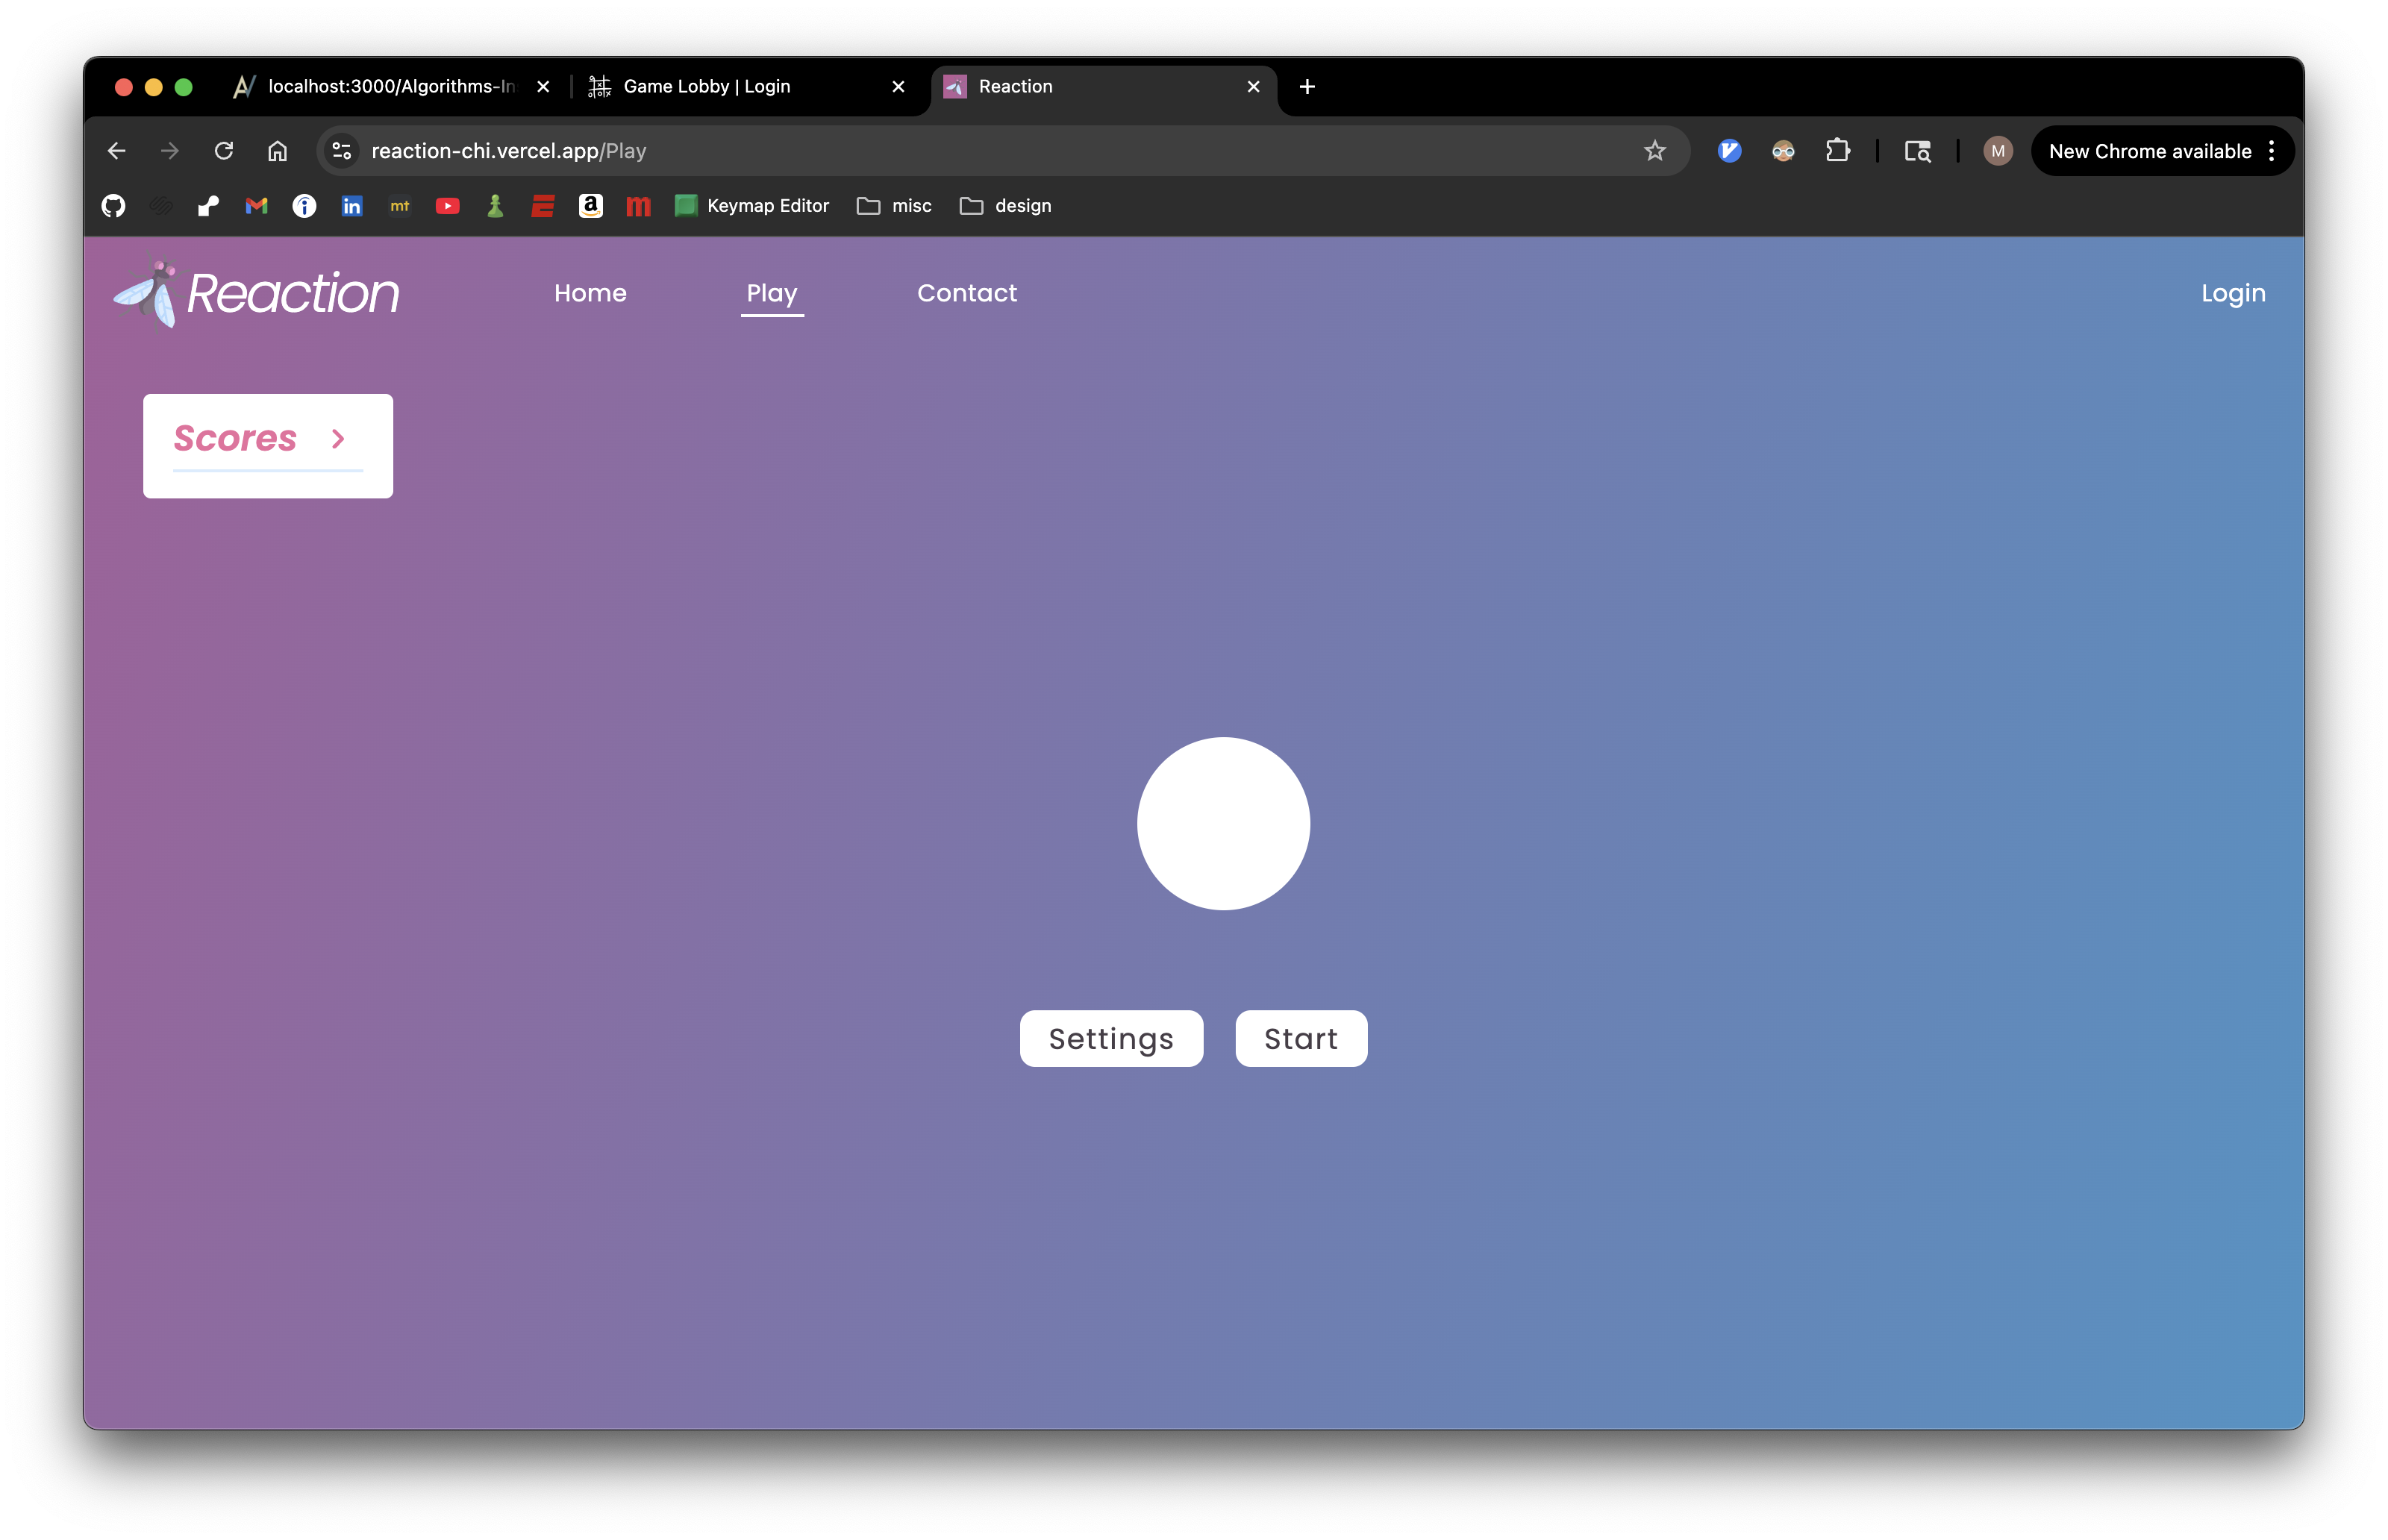 localhost:3000/Algorithms-In
Game Lobby | Login
Reaction
reaction-chi.vercel.app/Play
M
New Chrome available
in
mt
a
m
Keymap Editor
misc
design
Reaction
Home
Play
Contact
Login
Scores
Settings
Start